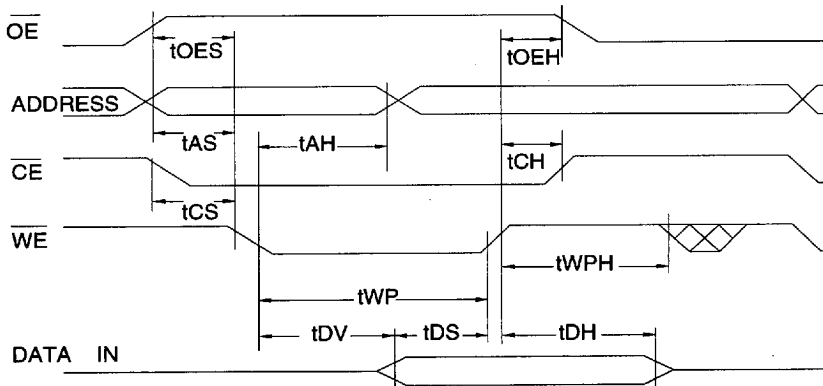 OE
tOES
tOEH
ADDRESS
tAS
tAH
tCH
CE
tCS
WE
tWPH
tWP
tDV
tDS
tDH
DATA IN